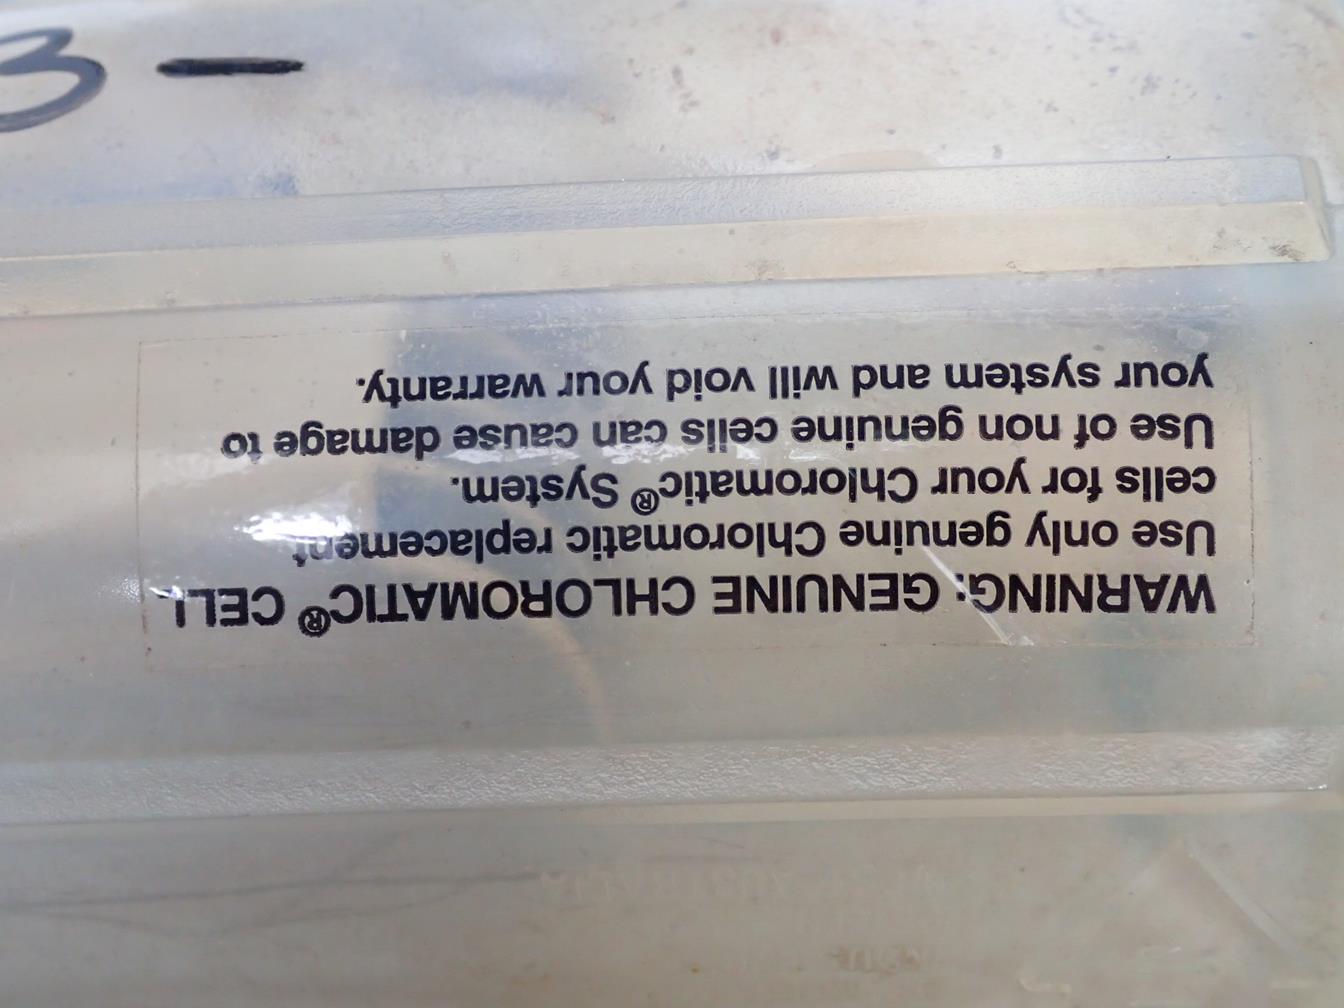 WARNING: GENUINE CHLOROMATIC® CELL
Use only genuine Chloromatic replacement
cells for your Chloromatic® System.
Use of non genuine cells can cause damage to
your system and will void your warranty.